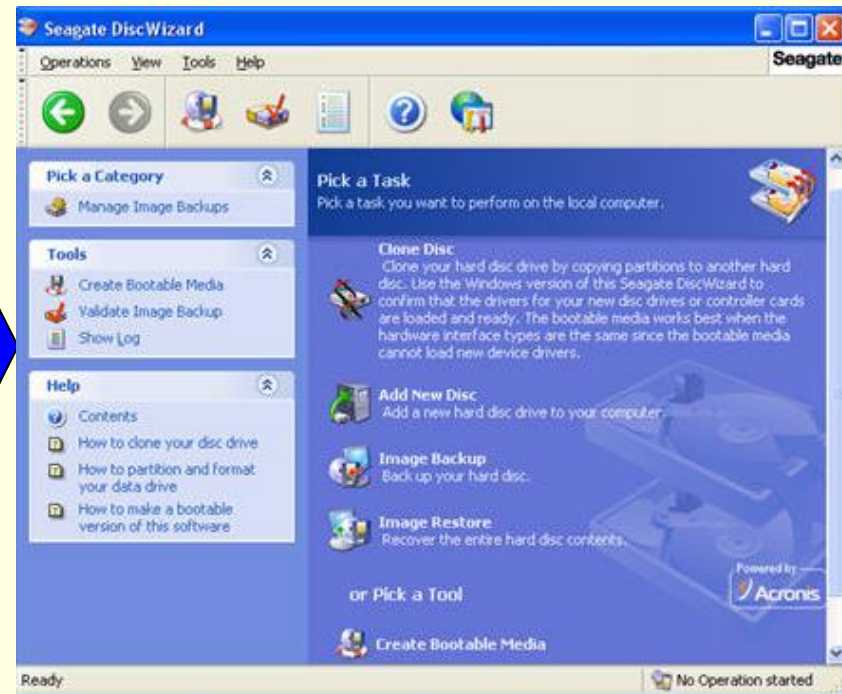 Seagate DiscWizard
Operations View Tools Help
Seagate
Pick a Category
Manage Image Backups
Tools
Create Bootable Media
Validate Image Backup
Show Log
Help
Contents
How to clone your disc drive
How to partition and format
your data drive
How to make a bootable
version of this software
Pick a Task
Pick a task you want to perform on the local computer.
Clone Disc
Clone your hard disc drive by copying partitions to another hard
disc. Use the Windows version of this Seagate DiscWizard to
confirm that the drivers for your new disc drives or controller cards
are loaded and ready. The bootable media works best when the
hardware interface types are the same since the bootable media
cannot load new device drivers.
Add New Disc
Add a new hard disc drive to your computer.
Image Backup
Back up your hard disc.
Image Restore
Recover the entire hard disc contents.
Powered by
Acronis
or Pick a Tool
Create Bootable Media
Ready
No Operation started